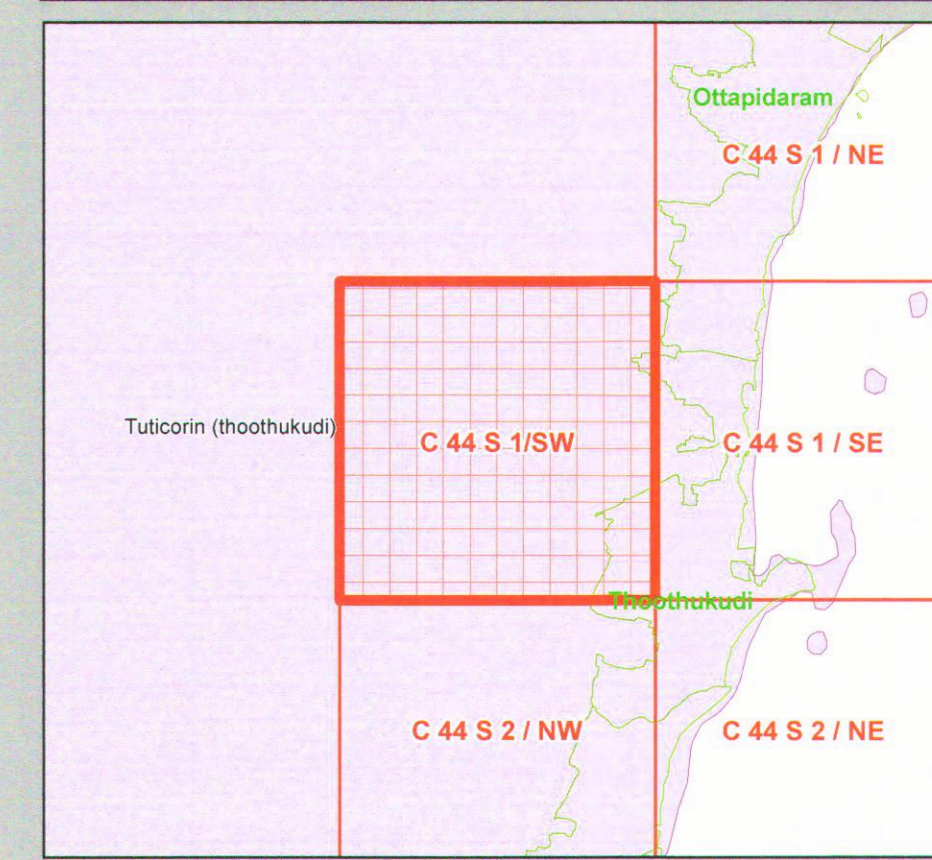 Ottapidaram
C 44 S 1 / NE
Tuticorin (thoothukudi)
C 44 S 1/SW
C 44 S 1 / SE
Thoothukudi
C 44 S 2 / NW
C 44 S 2 / NE